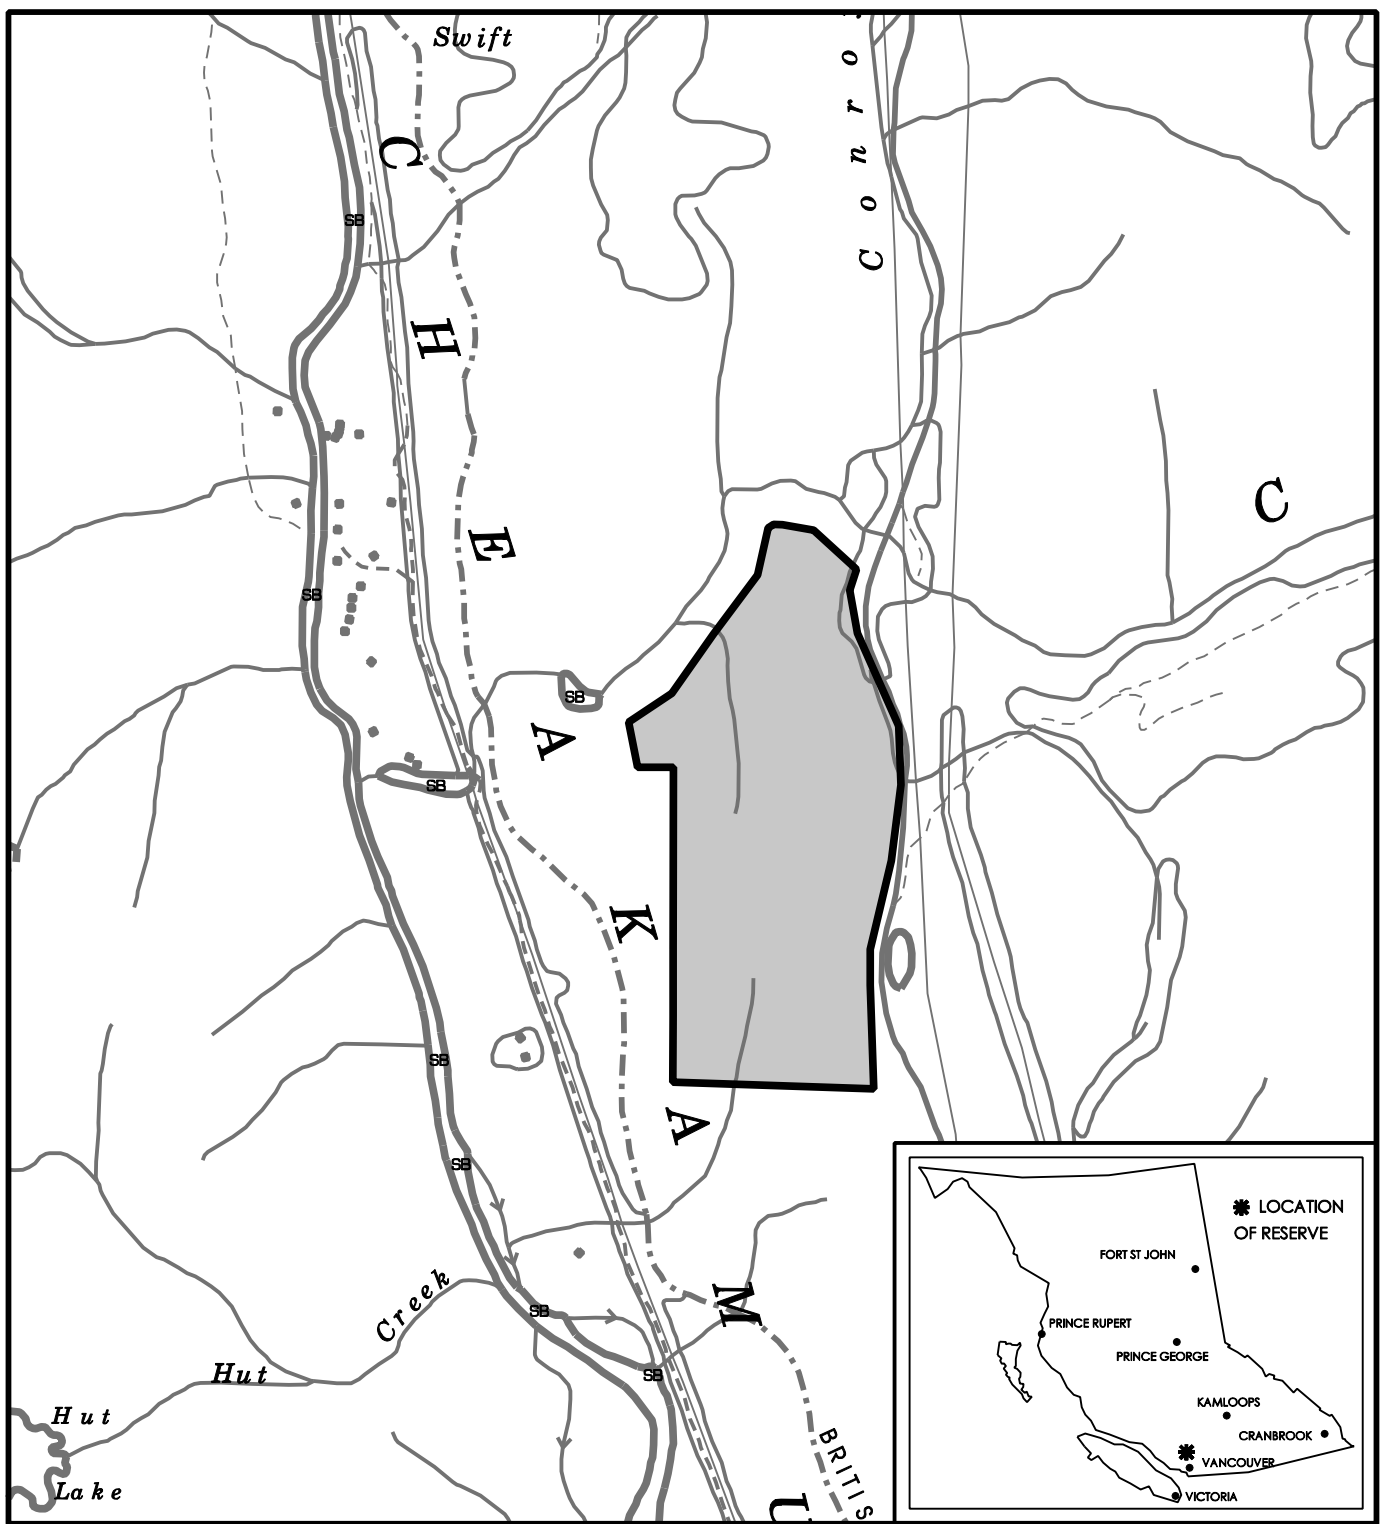 Swift
C o n r o
C
H
E
A
K
A
M
U
C
SB
SB
SB
SB
SB
SB
SB
SB
Hut
Creek
Hut
Lake
BRITIS
LOCATION
OF RESERVE
FORT ST JOHN
PRINCE RUPERT
PRINCE GEORGE
KAMLOOPS
CRANBROOK
VANCOUVER
VICTORIA